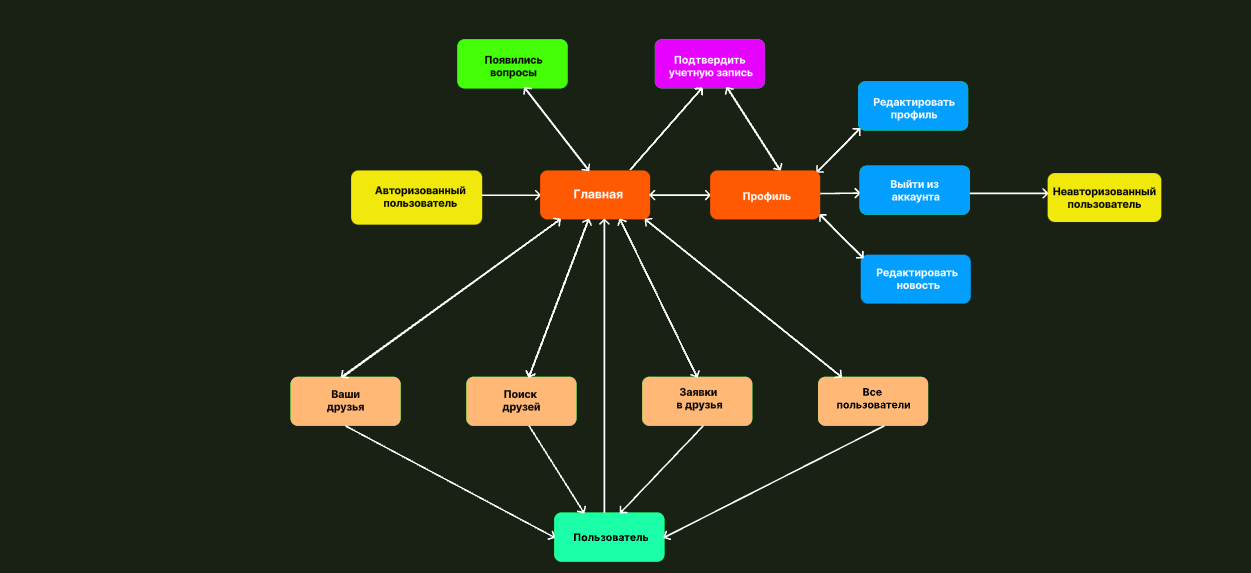 Появились
вопросы
Подтвердить
учетную запись
Редактировать
профиль
Авторизованный
пользователь
Главная
Профиль
Выйти из
аккаунта
Неавторизованный
пользователь
Редактировать
новость
Ваши
друзья
Поиск
друзей
Заявки
в друзья
Все
пользователи
Пользователь